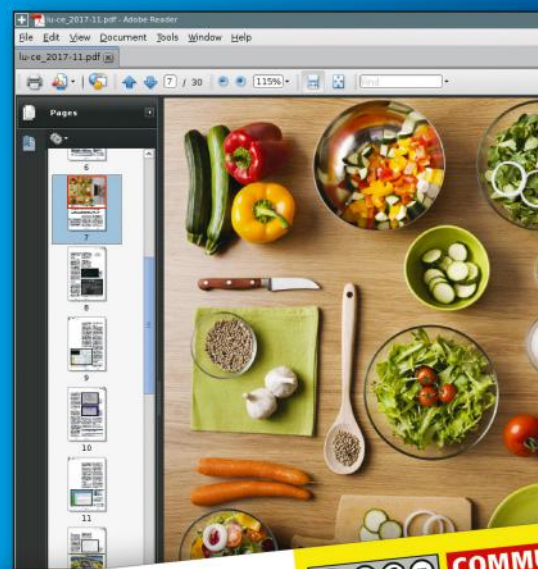 lu-ce_2017-11.pdf - Adobe Reader
File Edit View Document Tools Window Help
lu-ce_2017-11.pdf
7 / 30 115% Find
Pages
6
7
8
9
10
11
COMMU